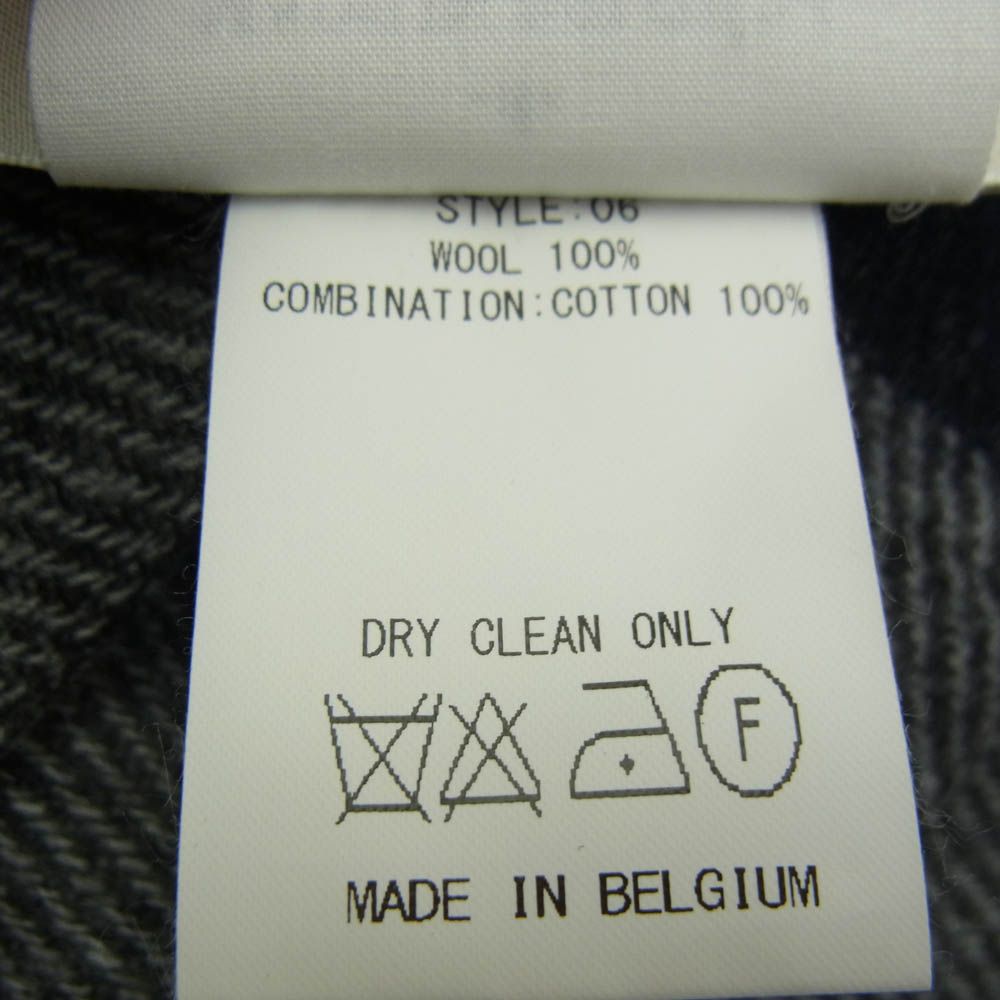 STYLE:06
WOOL 100%
COMBINATION:COTTON 100%
DRY CLEAN ONLY
F
MADE IN BELGIUM